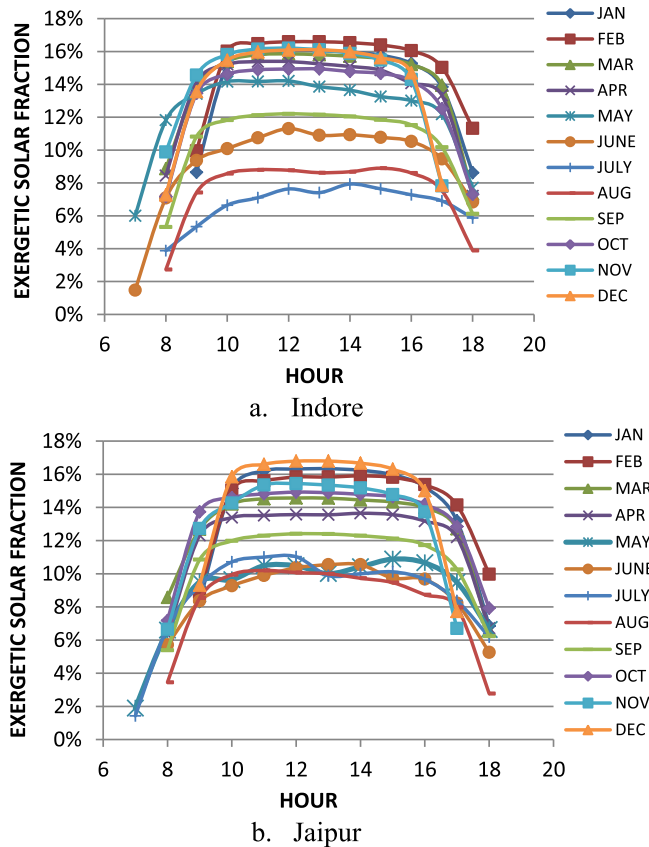 EXERGETIC SOLAR FRACTION
18%
16%
14%
12%
10%
8%
6%
4%
2%
0%
6 8 10 12 14 16 18 20
HOUR
JAN
FEB
MAR
APR
MAY
JUNE
JULY
AUG
SEP
OCT
NOV
DEC
a. Indore
EXERGETIC SOLAR FRACTION
18%
16%
14%
12%
10%
8%
6%
4%
2%
0%
6 8 10 12 14 16 18 20
HOUR
JAN
FEB
MAR
APR
MAY
JUNE
JULY
AUG
SEP
OCT
NOV
DEC
b. Jaipur